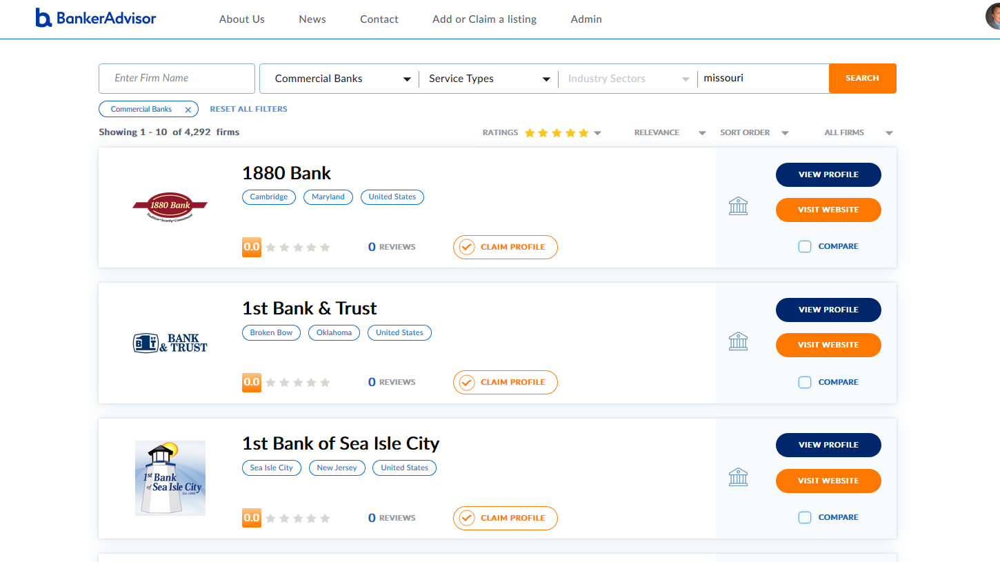 BankerAdvisor About Us News Contact Add or Claim a listing Admin
Enter Firm Name Commercial Banks Service Types Industry Sectors missouri SEARCH
Commercial Banks RESET ALL FILTERS
Showing 1 - 10 of 4,292 firms RATINGS RELEVANCE SORT ORDER ALL FIRMS
1880 Bank
Cambridge Maryland United States
1880 Bank
Tradition•Security•Commitment
0.0 0 REVIEWS CLAIM PROFILE
VIEW PROFILE
VISIT WEBSITE
COMPARE
1st Bank & Trust
Broken Bow Oklahoma United States
B 1ST T BANK
& TRUST
0.0 0 REVIEWS CLAIM PROFILE
VIEW PROFILE
VISIT WEBSITE
COMPARE
1st Bank of Sea Isle City
Sea Isle City New Jersey United States
1st Bank
of Sea Isle City
Est. 1888
0.0 0 REVIEWS CLAIM PROFILE
VIEW PROFILE
VISIT WEBSITE
COMPARE